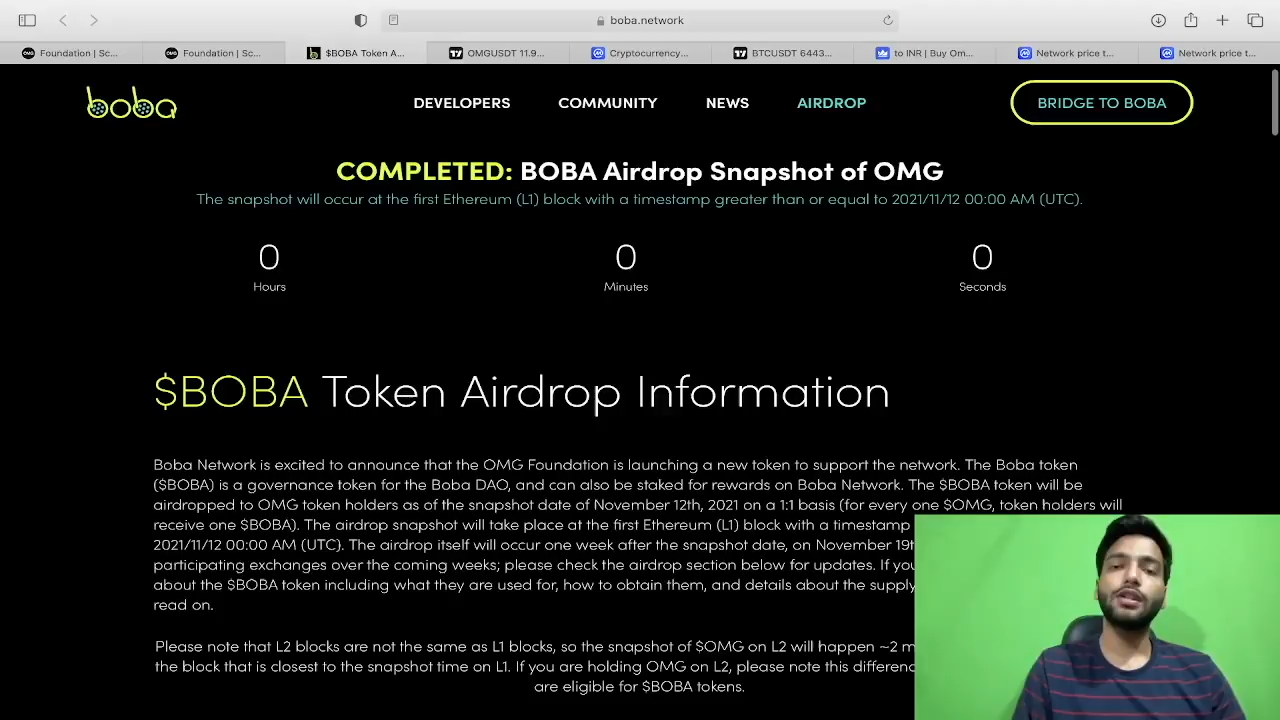 boba.network
Foundation | Sc...
Foundation | Sc...
$BOBA Token A...
OMGUSDT 11.9...
Cryptocurrency...
BTCUSDT 6443...
to INR | Buy Om...
Network price t...
Network price t...
boba
DEVELOPERS
COMMUNITY
NEWS
AIRDROP
BRIDGE TO BOBA
COMPLETED: BOBA Airdrop Snapshot of OMG
The snapshot will occur at the first Ethereum (L1) block with a timestamp greater than or equal to 2021/11/12 00:00 AM (UTC).
0
Hours
0
Minutes
0
Seconds
$BOBA Token Airdrop Information
Boba Network is excited to announce that the OMG Foundation is launching a new token to support the network. The Boba token
($BOBA) is a governance token for the Boba DAO, and can also be staked for rewards on Boba Network. The $BOBA token will be
airdropped to OMG token holders as of the snapshot date of November 12th, 2021 on a 1:1 basis (for every one $OMG, token holders will
receive one $BOBA). The airdrop snapshot will take place at the first Ethereum (L1) block with a timestamp
2021/11/12 00:00 AM (UTC). The airdrop itself will occur one week after the snapshot date, on November 19t
participating exchanges over the coming weeks; please check the airdrop section below for updates. If you
about the $BOBA token including what they are used for, how to obtain them, and details about the supply
read on.
Please note that L2 blocks are not the same as L1 blocks, so the snapshot of $OMG on L2 will happen ~2 m
the block that is closest to the snapshot time on L1. If you are holding OMG on L2, please note this differenc
are eligible for $BOBA tokens.